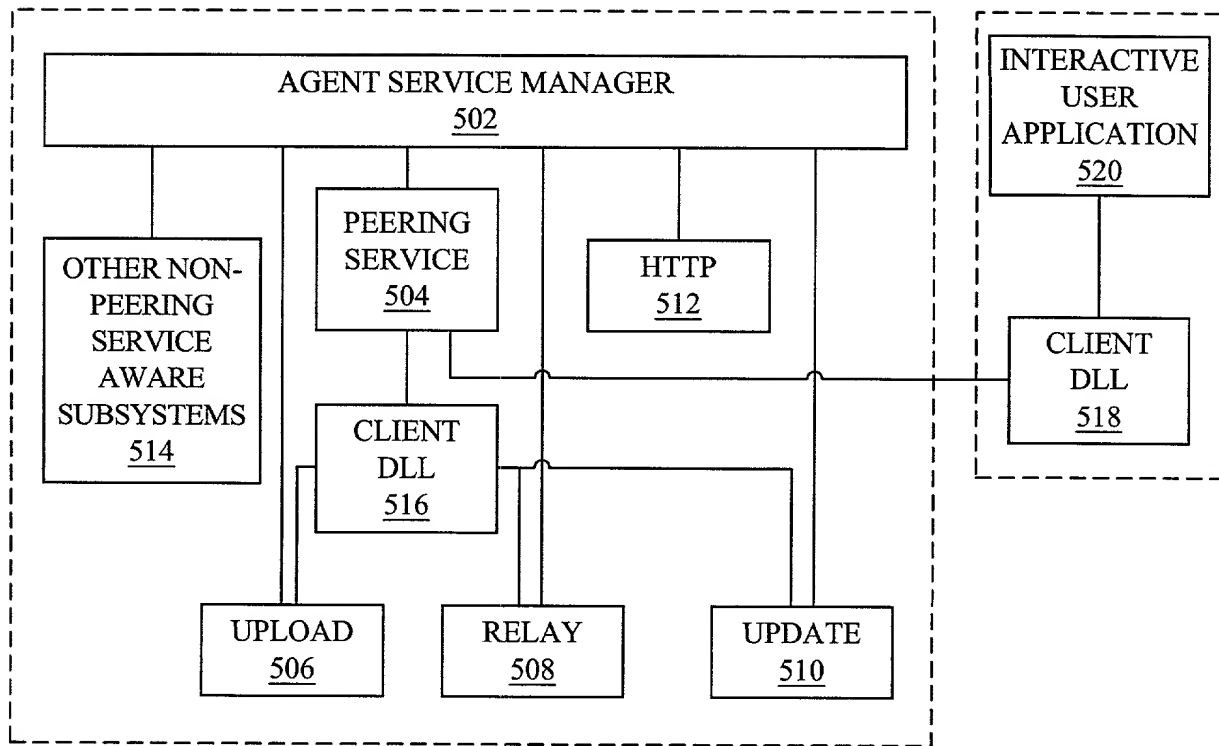 AGENT SERVICE MANAGER
502
INTERACTIVE
USER
APPLICATION
520
PEERING
SERVICE
504
HTTP
512
OTHER NON-
PEERING
SERVICE
AWARE
SUBSYSTEMS
514
CLIENT
DLL
516
CLIENT
DLL
518
UPLOAD
506
RELAY
508
UPDATE
510